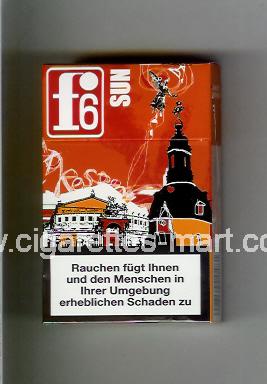 f6
SUN
www.cigarettes-mart.com
Rauchen fügt Ihnen
und den Menschen in
Ihrer Umgebung
erheblichen Schaden zu